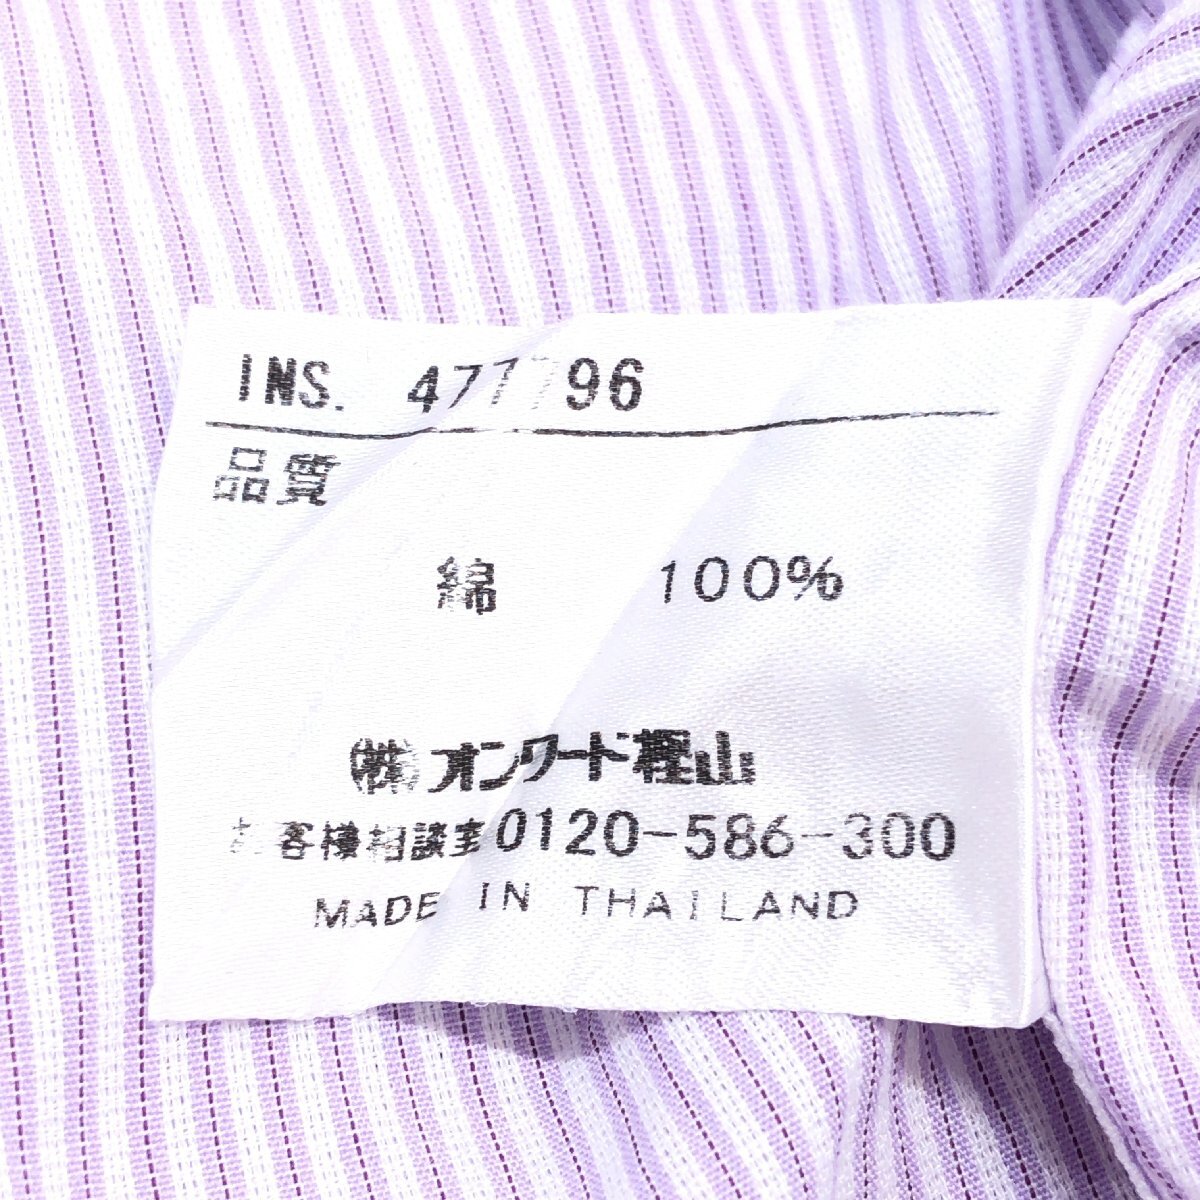 INS. 477796
品質
綿 100%
㈱オンワード樫山
お客様相談室0120-586-300
MADE IN THAILAND